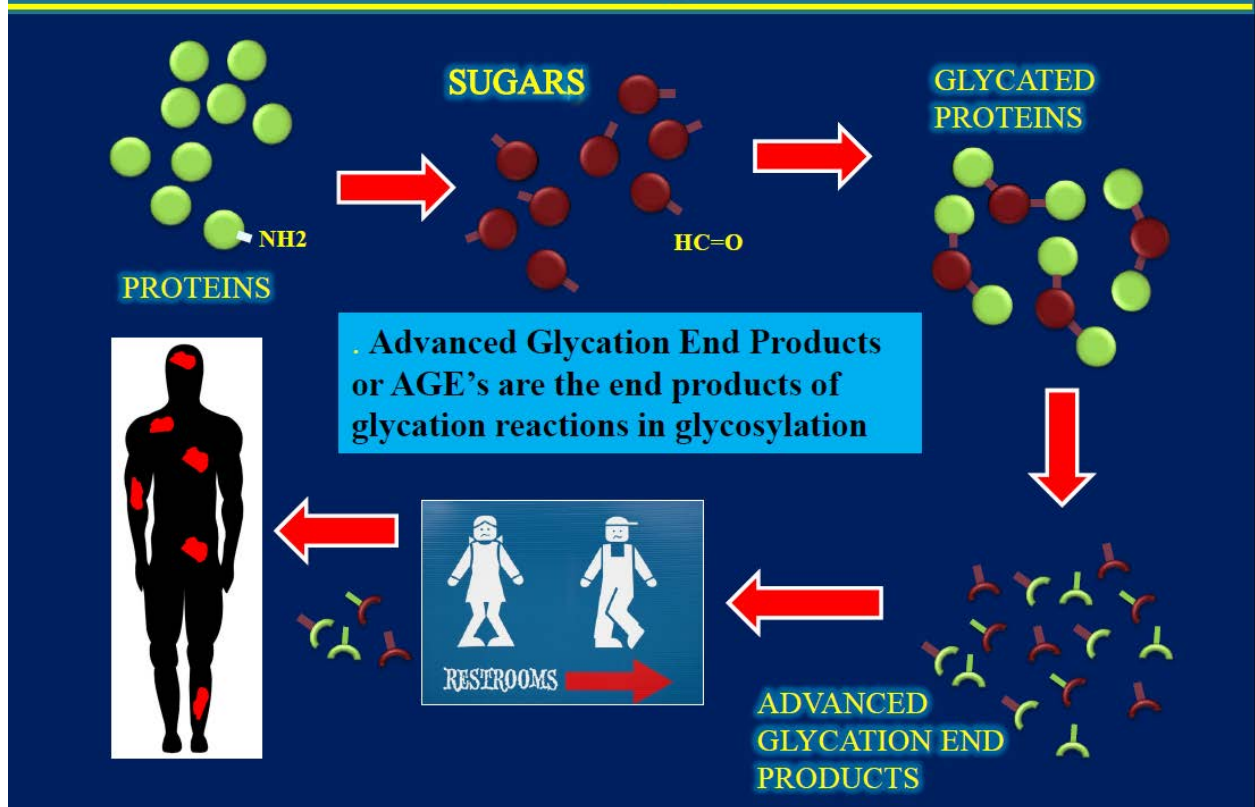 SUGARS
GLYCATED
PROTEINS
NH2
HC=O
PROTEINS
. Advanced Glycation End Products
or AGE’s are the end products of
glycation reactions in glycosylation
RESTROOMS
ADVANCED
GLYCATION END
PRODUCTS